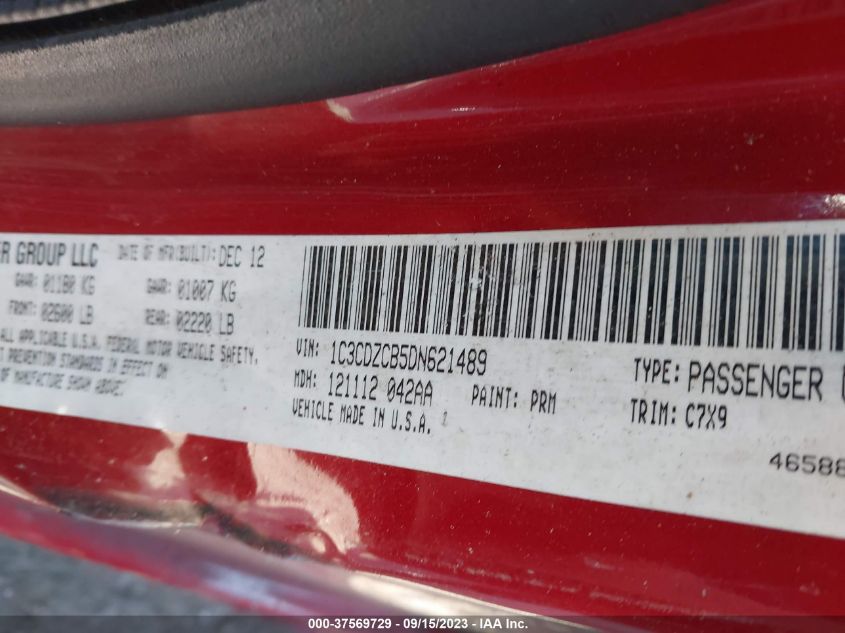 ER GROUP LLC
DATE OF MFR(BUILT): DEC 12
GAWR: 01180 KG
GAWR: 01007 KG
FRONT: 02600 LB
REAR: 02220 LB
ALL APPLICABLE U.S.A. FEDERAL MOTOR VEHICLE SAFETY,
T PREVENTION STANDARDS IN EFFECT
OF MANUFACTURE SHOWN ABOVE.
VIN: 1C3CDZCB5DN621489
TYPE: PASSENGER
MDH: 121112 042AA
PAINT: PRM
TRIM: C7X9
VEHICLE MADE IN U.S.A.
46588
000-37569729 - 09/15/2023 - IAA Inc.